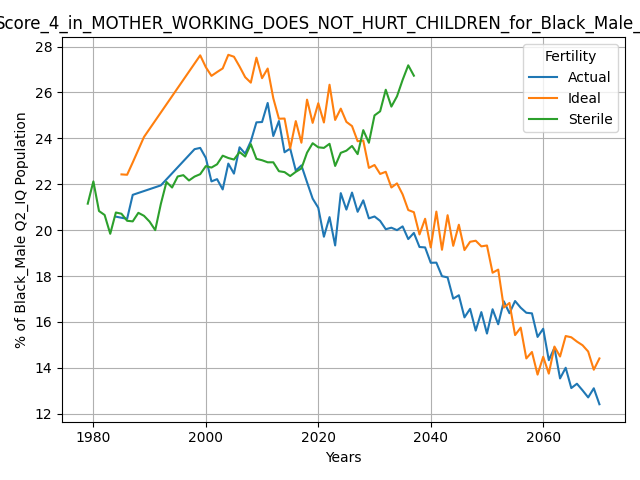 Score_4_in_MOTHER_WORKING_DOES_NOT_HURT_CHILDREN_for_Black_Male_
28
26
24
22
20
18
16
14
12
% of Black_Male Q2_IQ Population
Fertility
Actual
Ideal
Sterile
1980
2000
2020
2040
2060
Years